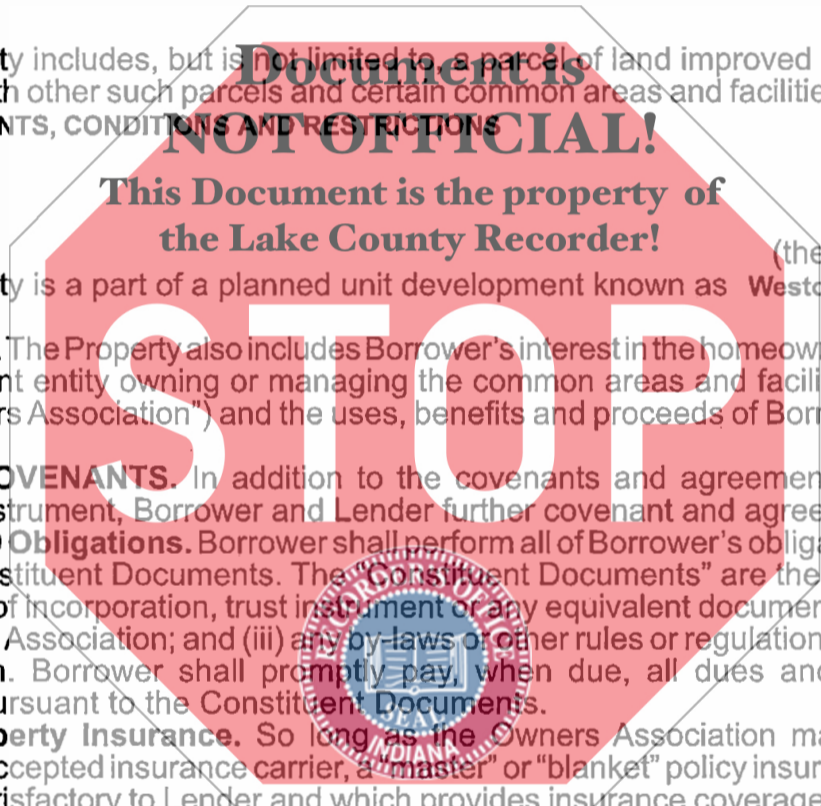 ty includes, but is not limited to, a parcel of land improved
h other such parcels and certain common areas and facilitie
NTS, CONDITIONS AND RESTRICTIONS
Document is
NOT OFFICIAL!
This Document is the property of
the Lake County Recorder!
(the
ty is a part of a planned unit development known as Westo
STOP
. The Property also includes Borrower's interest in the homeow
nt entity owning or managing the common areas and facili
rs Association") and the uses, benefits and proceeds of Borr
OVENANTS. In addition to the covenants and agreemen
strument, Borrower and Lender further covenant and agree
Obligations. Borrower shall perform all of Borrower's oblig
stituent Documents. The "Constituent Documents" are the
of incorporation, trust instrument or any equivalent documen
Association; and (iii) any by-laws or other rules or regulation
n. Borrower shall promptly pay, when due, all dues and
ursuant to the Constituent Documents.
RECORDER'S OFFICE
SEAL
INDIANA
perty Insurance. So long as the Owners Association ma
ccepted insurance carrier, a "master" or "blanket" policy insur
isfactory to Lender and which provides insurance coverage